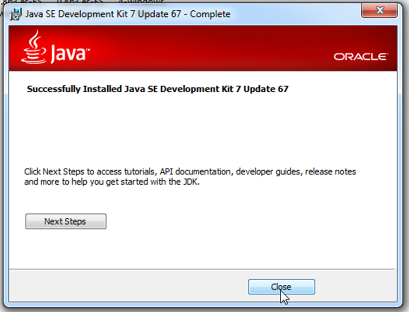 Java SE Development Kit 7 Update 67 - Complete
Java™
ORACLE
Successfully Installed Java SE Development Kit 7 Update 67
Click Next Steps to access tutorials, API documentation, developer guides, release notes
and more to help you get started with the JDK.
Next Steps
Close